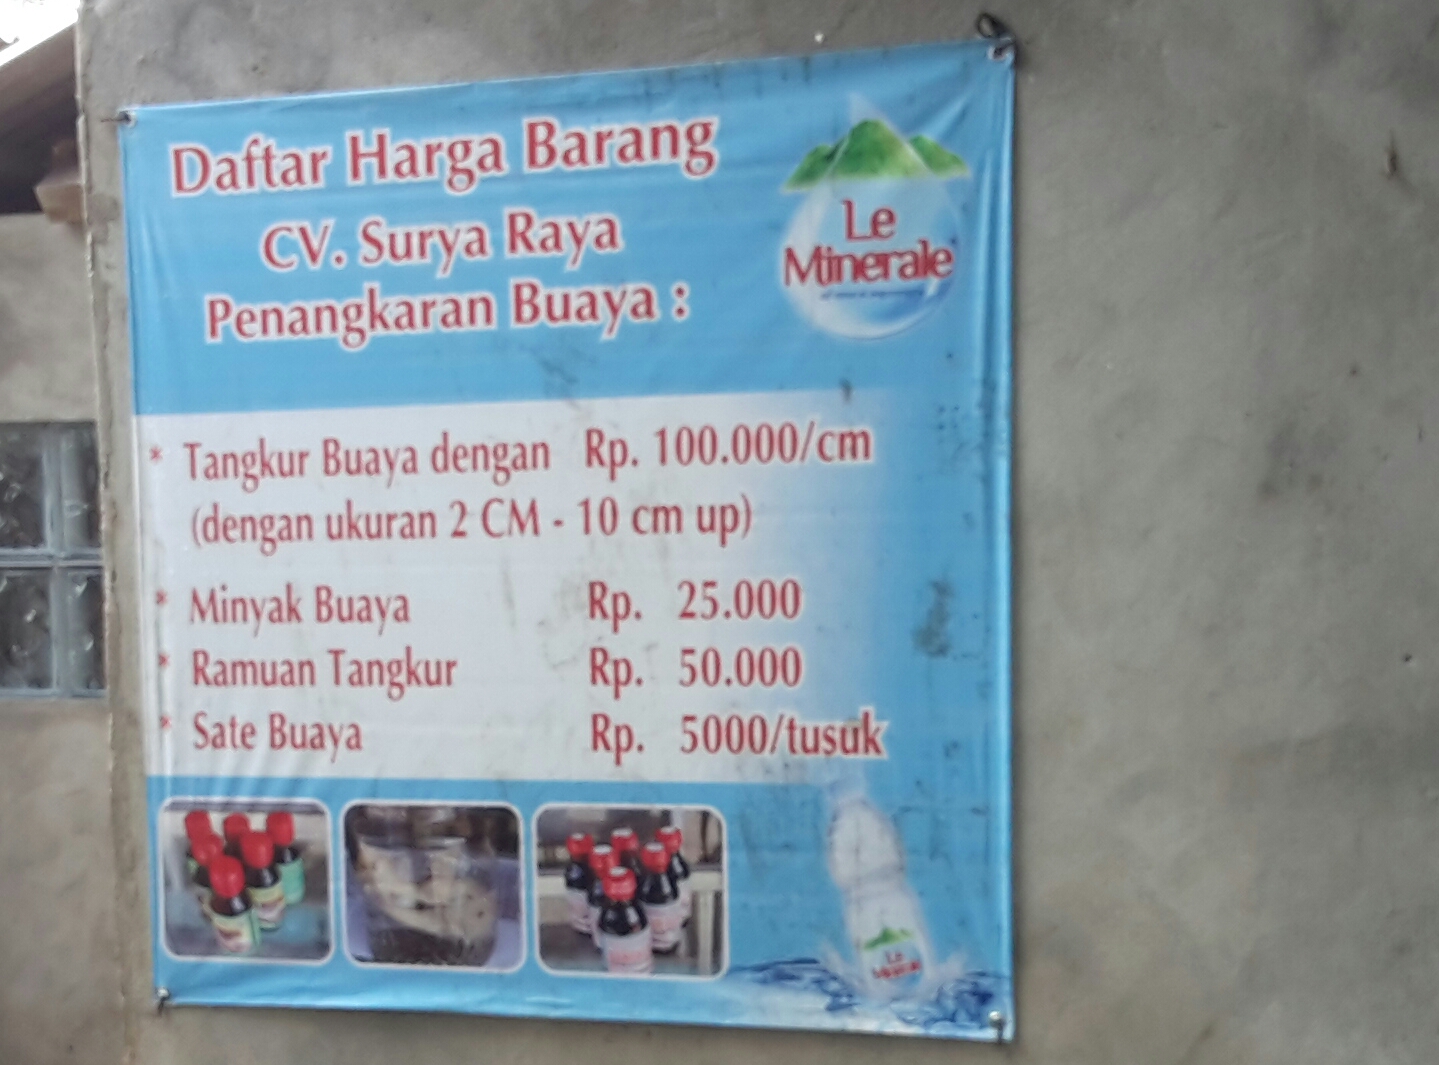 Daftar Harga Barang
CV. Surya Raya
Penangkaran Buaya :
Le
Minerale
* Tangkur Buaya dengan Rp. 100.000/cm
(dengan ukuran 2 CM - 10 cm up)
* Minyak Buaya Rp. 25.000
* Ramuan Tangkur Rp. 50.000
* Sate Buaya Rp. 5000/tusuk
Le
Minerale